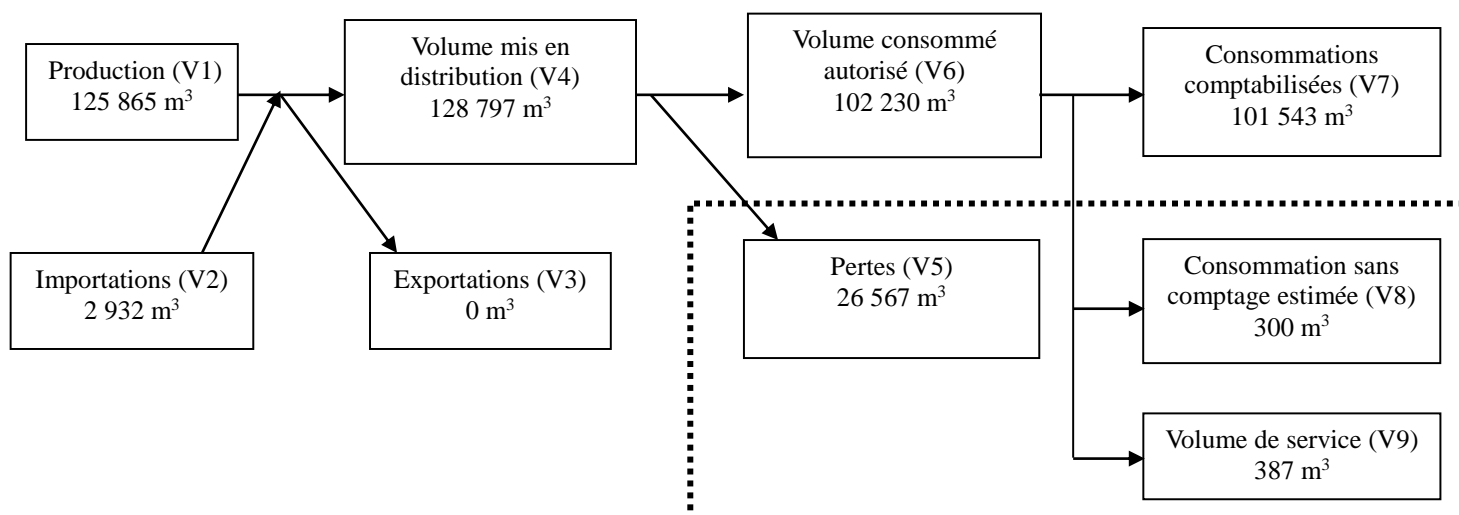 Production (V1)
125 865 m³
Volume mis en
distribution (V4)
128 797 m³
Volume consommé
autorisé (V6)
102 230 m³
Consommations
comptabilisées (V7)
101 543 m³
Importations (V2)
2 932 m³
Exportations (V3)
0 m³
Pertes (V5)
26 567 m³
Consommation sans
comptage estimée (V8)
300 m³
Volume de service (V9)
387 m³